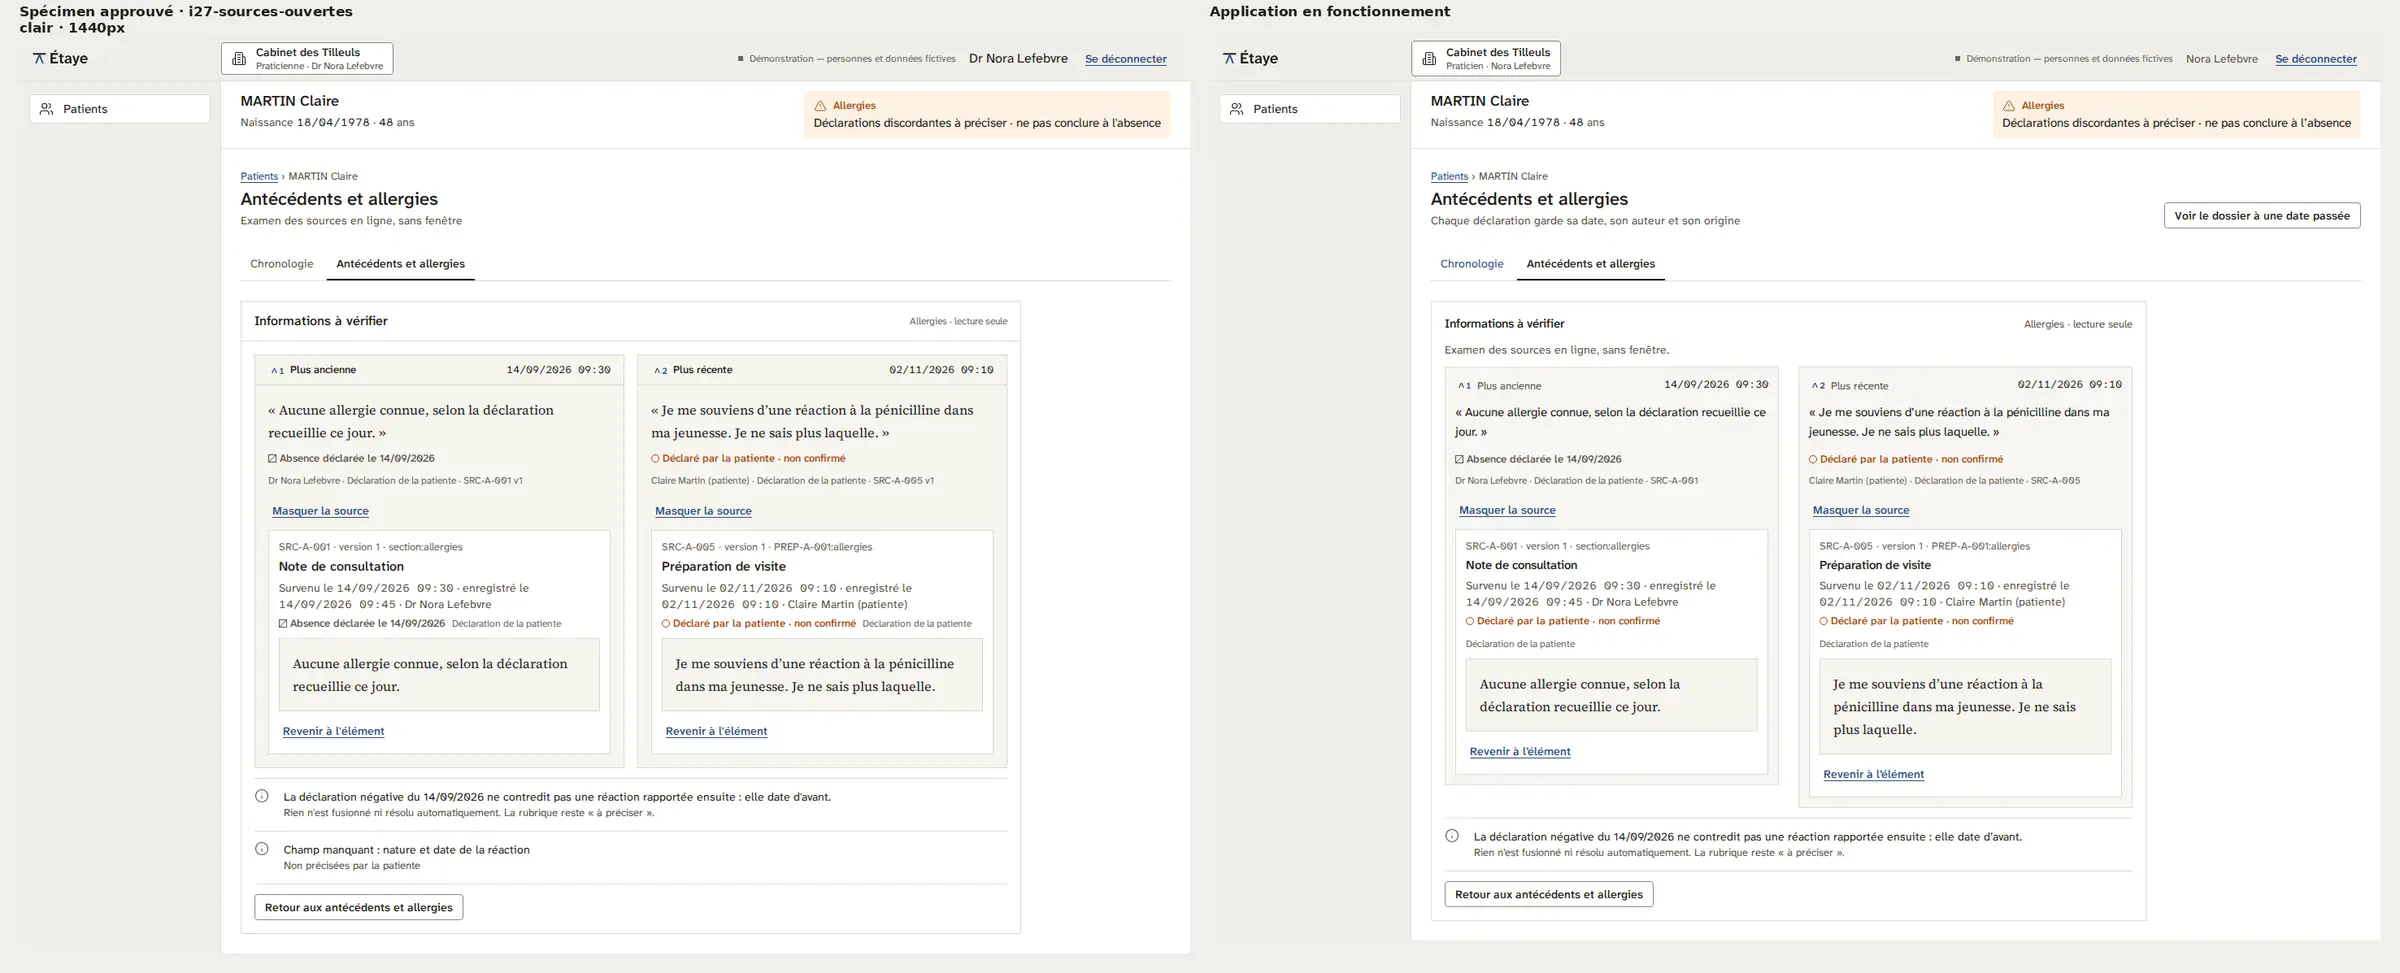 Spécimen approuvé · i27-sources-ouvertes
clair · 1440px
Étaye
Cabinet des Tilleuls
Praticienne · Dr Nora Lefebvre
Démonstration — personnes et données fictives
Dr Nora Lefebvre
Se déconnecter
Patients
MARTIN Claire
Naissance 18/04/1978 · 48 ans
Allergies
Déclarations discordantes à préciser · ne pas conclure à l'absence
Patients › MARTIN Claire
Antécédents et allergies
Examen des sources en ligne, sans fenêtre
Chronologie
Antécédents et allergies
Informations à vérifier
Allergies · lecture seule
^1 Plus ancienne
14/09/2026 09:30
« Aucune allergie connue, selon la déclaration
recueillie ce jour. »
Absence déclarée le 14/09/2026
Dr Nora Lefebvre · Déclaration de la patiente · SRC-A-001 v1
Masquer la source
SRC-A-001 · version 1 · section:allergies
Note de consultation
Survenu le 14/09/2026 09:30 · enregistré le
14/09/2026 09:45 · Dr Nora Lefebvre
Absence déclarée le 14/09/2026 Déclaration de la patiente
Aucune allergie connue, selon la déclaration
recueillie ce jour.
Revenir à l'élément
^2 Plus récente
02/11/2026 09:10
« Je me souviens d’une réaction à la pénicilline dans
ma jeunesse. Je ne sais plus laquelle. »
Déclaré par la patiente · non confirmé
Claire Martin (patiente) · Déclaration de la patiente · SRC-A-005 v1
Masquer la source
SRC-A-005 · version 1 · PREP-A-001:allergies
Préparation de visite
Survenu le 02/11/2026 09:10 · enregistré le
02/11/2026 09:10 · Claire Martin (patiente)
Déclaré par la patiente · non confirmé Déclaration de la patiente
Je me souviens d’une réaction à la pénicilline
dans ma jeunesse. Je ne sais plus laquelle.
Revenir à l'élément
La déclaration négative du 14/09/2026 ne contredit pas une réaction rapportée ensuite : elle date d'avant.
Rien n'est fusionné ni résolu automatiquement. La rubrique reste « à préciser ».
Champ manquant : nature et date de la réaction
Non précisées par la patiente
Retour aux antécédents et allergies
Application en fonctionnement
Étaye
Cabinet des Tilleuls
Praticien · Nora Lefebvre
Démonstration — personnes et données fictives
Nora Lefebvre
Se déconnecter
Patients
MARTIN Claire
Naissance 18/04/1978 · 48 ans
Allergies
Déclarations discordantes à préciser · ne pas conclure à l’absence
Patients › MARTIN Claire
Antécédents et allergies
Chaque déclaration garde sa date, son auteur et son origine
Voir le dossier à une date passée
Chronologie
Antécédents et allergies
Informations à vérifier
Allergies · lecture seule
Examen des sources en ligne, sans fenêtre.
^1 Plus ancienne
14/09/2026 09:30
« Aucune allergie connue, selon la déclaration recueillie ce
jour. »
Absence déclarée le 14/09/2026
Dr Nora Lefebvre · Déclaration de la patiente · SRC-A-001
Masquer la source
SRC-A-001 · version 1 · section:allergies
Note de consultation
Survenu le 14/09/2026 09:30 · enregistré le
14/09/2026 09:45 · Dr Nora Lefebvre
Déclaré par la patiente · non confirmé
Déclaration de la patiente
Aucune allergie connue, selon la
déclaration recueillie ce jour.
Revenir à l’élément
^2 Plus récente
02/11/2026 09:10
« Je me souviens d’une réaction à la pénicilline dans ma
jeunesse. Je ne sais plus laquelle. »
Déclaré par la patiente · non confirmé
Claire Martin (patiente) · Déclaration de la patiente · SRC-A-005
Masquer la source
SRC-A-005 · version 1 · PREP-A-001:allergies
Préparation de visite
Survenu le 02/11/2026 09:10 · enregistré le
02/11/2026 09:10 · Claire Martin (patiente)
Déclaré par la patiente · non confirmé
Déclaration de la patiente
Je me souviens d’une réaction à la
pénicilline dans ma jeunesse. Je ne sais
plus laquelle.
Revenir à l’élément
La déclaration négative du 14/09/2026 ne contredit pas une réaction rapportée ensuite : elle date d’avant.
Rien n’est fusionné ni résolu automatiquement. La rubrique reste « à préciser ».
Retour aux antécédents et allergies